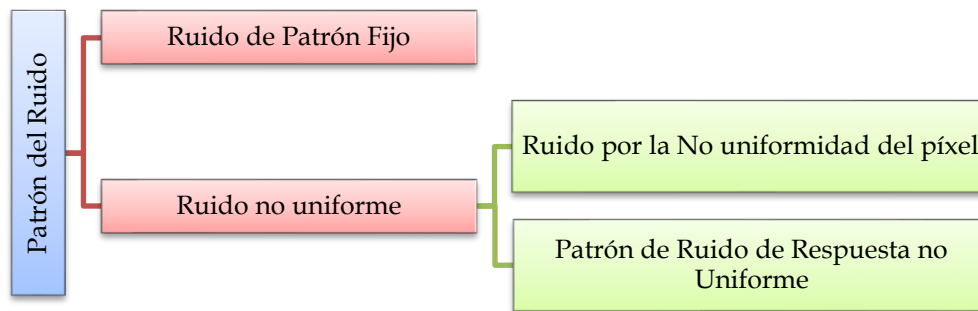 Patrón del Ruido
Ruido de Patrón Fijo
Ruido no uniforme
Ruido por la No uniformidad del píxel
Patrón de Ruido de Respuesta no
Uniforme